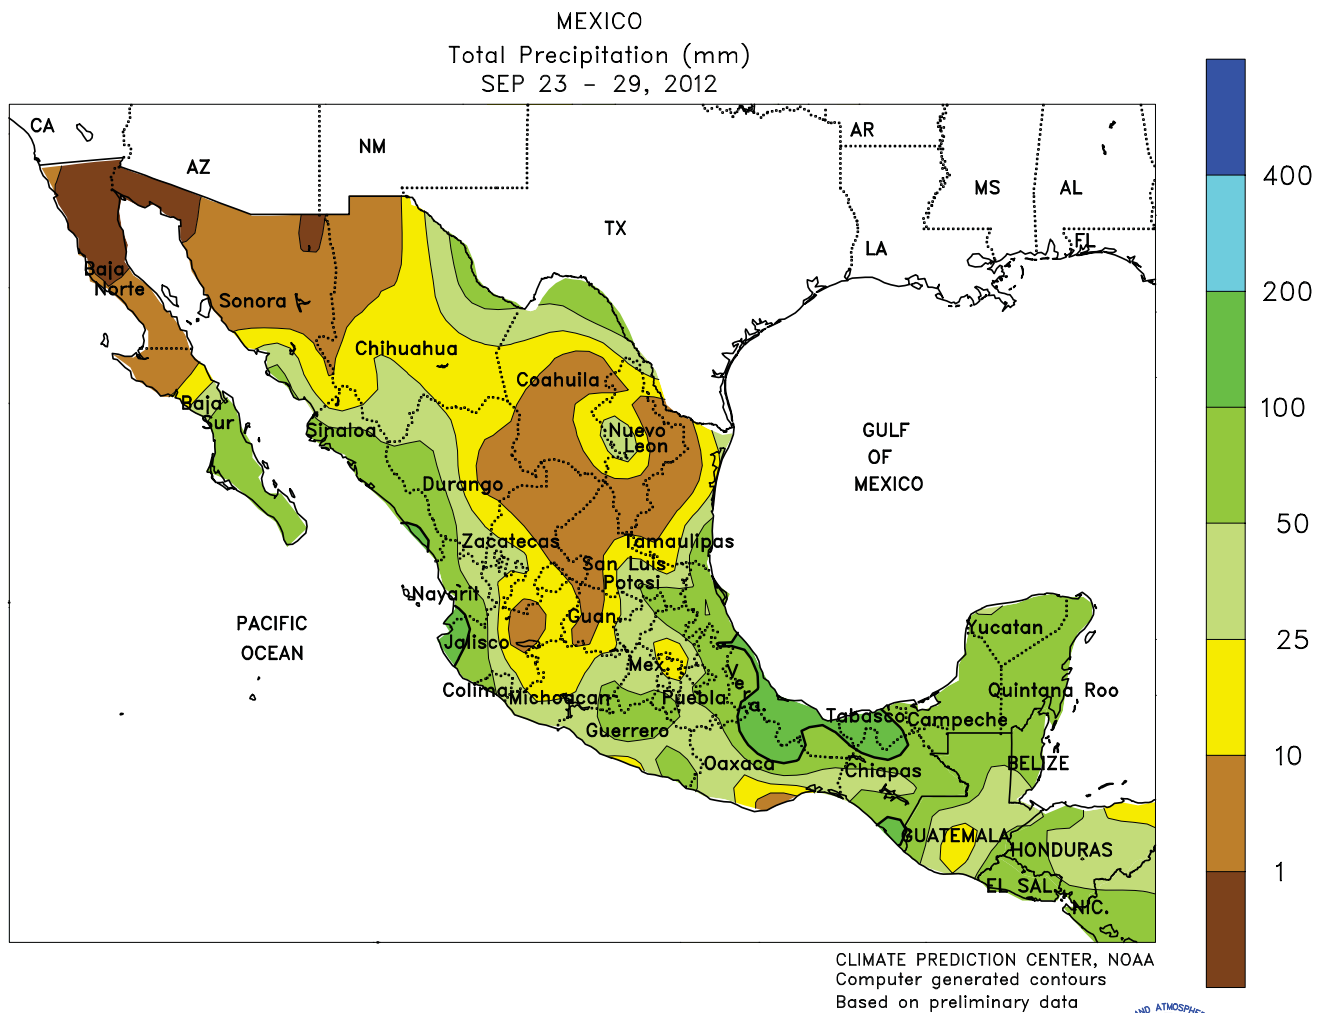 MEXICO
Total Precipitation (mm)
SEP 23 - 29, 2012
CA
AZ
NM
TX
AR
MS
AL
LA
FL
400
200
100
50
25
10
1
Baja
Norte
Sonora
Chihuahua
Coahuila
Baja
Sur
Sinaloa
Nuevo
Leon
Durango
GULF
OF
MEXICO
Zacatecas
Tamaulipas
San Luis
Potosi
Nayarit
Guan.
PACIFIC
OCEAN
Jalisco
Mex.
Vera.
Yucatan
Colima
Michoacan
Puebla
Quintana Roo
Guerrero
Tabasco
Campeche
Oaxaca
Chiapas
BELIZE
GUATEMALA
HONDURAS
EL SAL.
NIC.
CLIMATE PREDICTION CENTER, NOAA
Computer generated contours
Based on preliminary data
AND ATMOSPHE